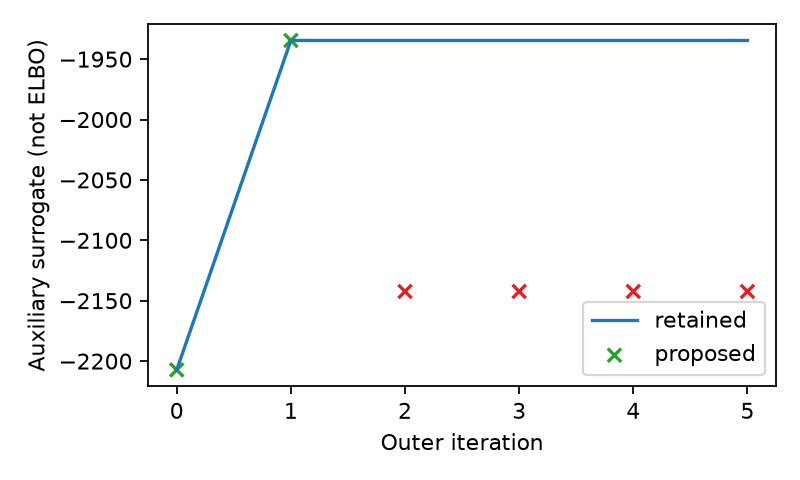 Auxiliary surrogate (not ELBO)
−1950
−2000
−2050
−2100
−2150
−2200
retained
proposed
0 1 2 3 4 5
Outer iteration